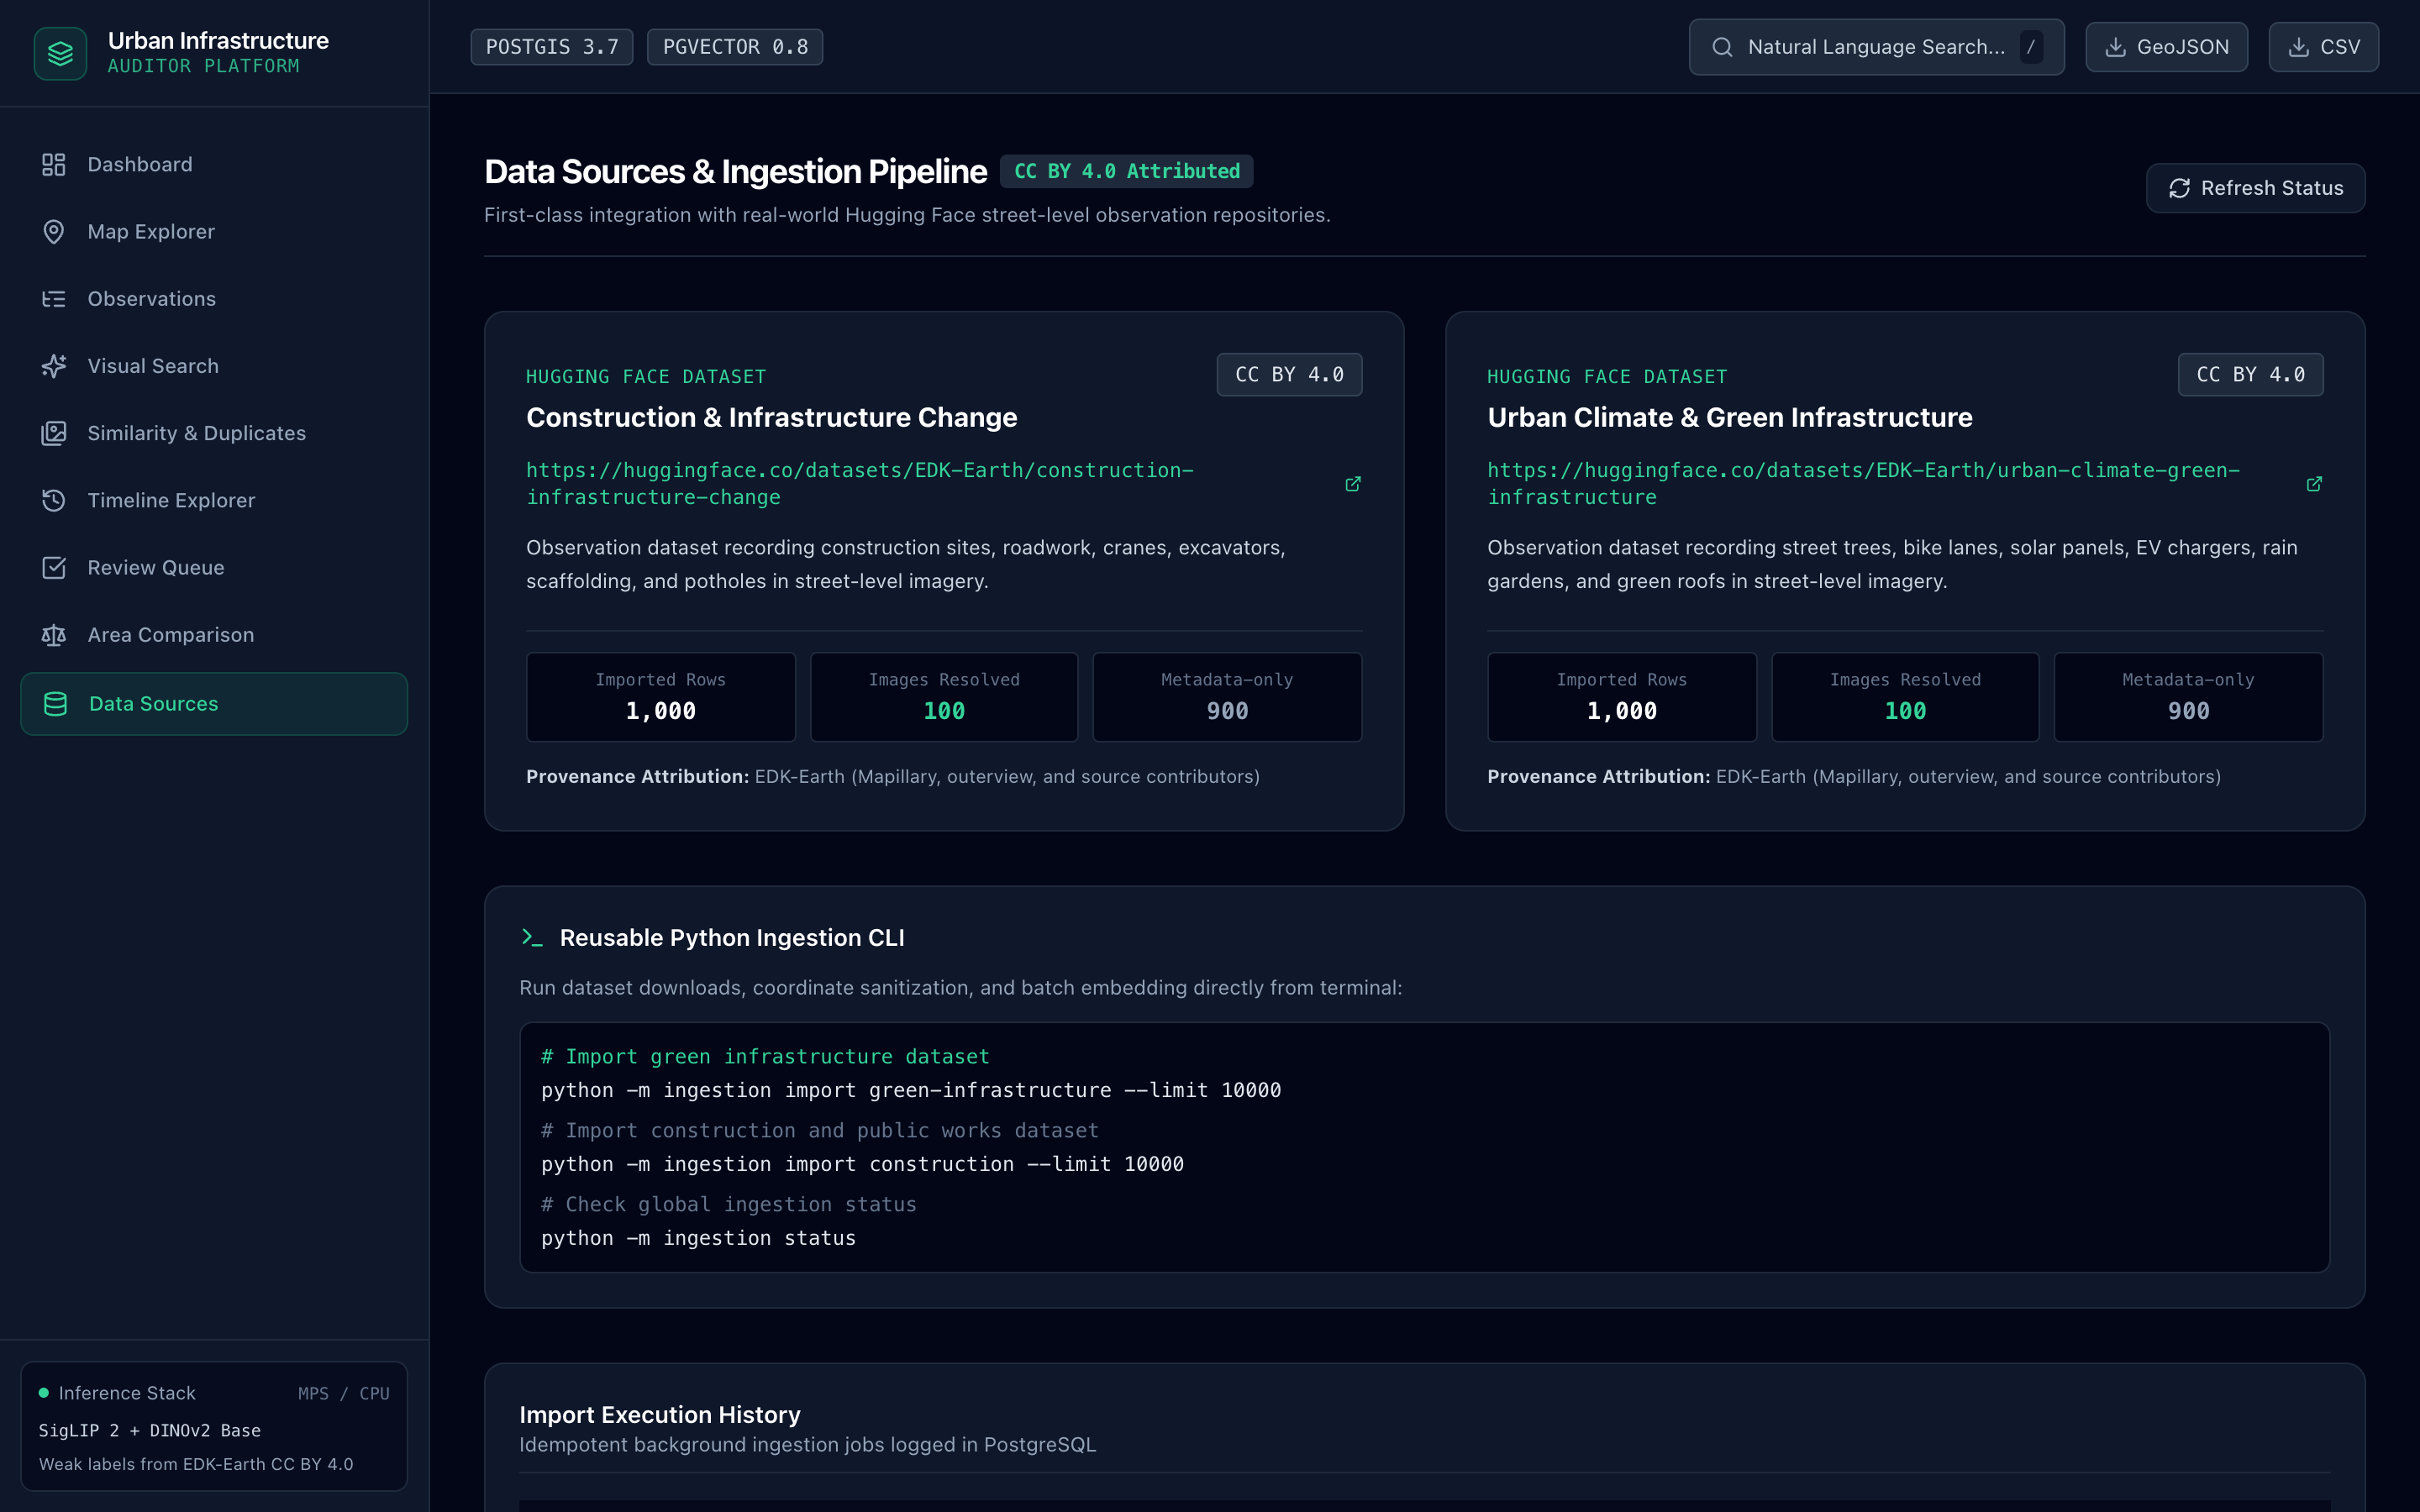 Urban Infrastructure
AUDITOR PLATFORM
POSTGIS 3.7
PGVECTOR 0.8
Natural Language Search... /
GeoJSON
CSV
Dashboard
Map Explorer
Observations
Visual Search
Similarity & Duplicates
Timeline Explorer
Review Queue
Area Comparison
Data Sources
Inference Stack MPS / CPU
SigLIP 2 + DINOv2 Base
Weak labels from EDK-Earth CC BY 4.0
Data Sources & Ingestion Pipeline CC BY 4.0 Attributed
First-class integration with real-world Hugging Face street-level observation repositories.
Refresh Status
HUGGING FACE DATASET
CC BY 4.0
Construction & Infrastructure Change
https://huggingface.co/datasets/EDK-Earth/construction-
infrastructure-change
Observation dataset recording construction sites, roadwork, cranes, excavators,
scaffolding, and potholes in street-level imagery.
Imported Rows
1,000
Images Resolved
100
Metadata-only
900
Provenance Attribution: EDK-Earth (Mapillary, outerview, and source contributors)
HUGGING FACE DATASET
CC BY 4.0
Urban Climate & Green Infrastructure
https://huggingface.co/datasets/EDK-Earth/urban-climate-green-
infrastructure
Observation dataset recording street trees, bike lanes, solar panels, EV chargers, rain
gardens, and green roofs in street-level imagery.
Imported Rows
1,000
Images Resolved
100
Metadata-only
900
Provenance Attribution: EDK-Earth (Mapillary, outerview, and source contributors)
Reusable Python Ingestion CLI
Run dataset downloads, coordinate sanitization, and batch embedding directly from terminal:
# Import green infrastructure dataset
python -m ingestion import green-infrastructure --limit 10000
# Import construction and public works dataset
python -m ingestion import construction --limit 10000
# Check global ingestion status
python -m ingestion status
Import Execution History
Idempotent background ingestion jobs logged in PostgreSQL